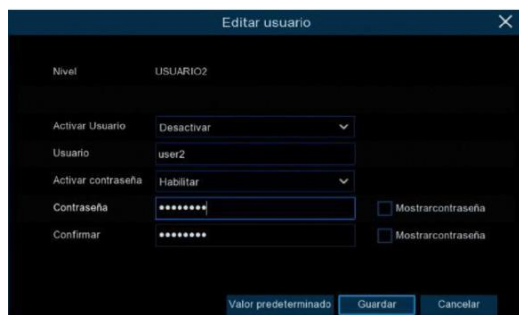 Editar usuario
Nivel USUARIO2
Activar Usuario Desactivar
Usuario user2
Activar contraseña Habilitar
Contraseña •••••••• Mostrarcontraseña
Confirmar •••••••• Mostrarcontraseña
Valor predeterminado Guardar Cancelar